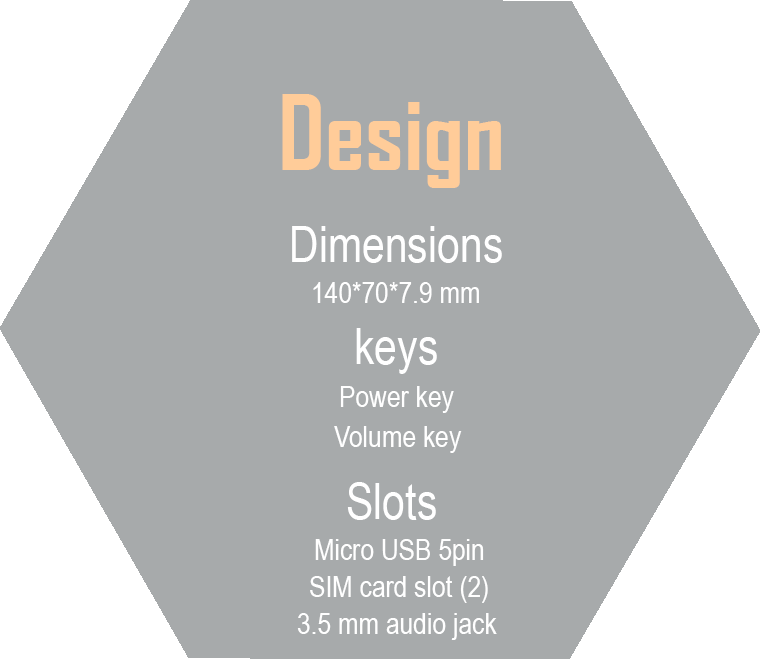 Design
Dimensions
140*70*7.9 mm
keys
Power key
Volume key
Slots
Micro USB 5pin
SIM card slot (2)
3.5 mm audio jack